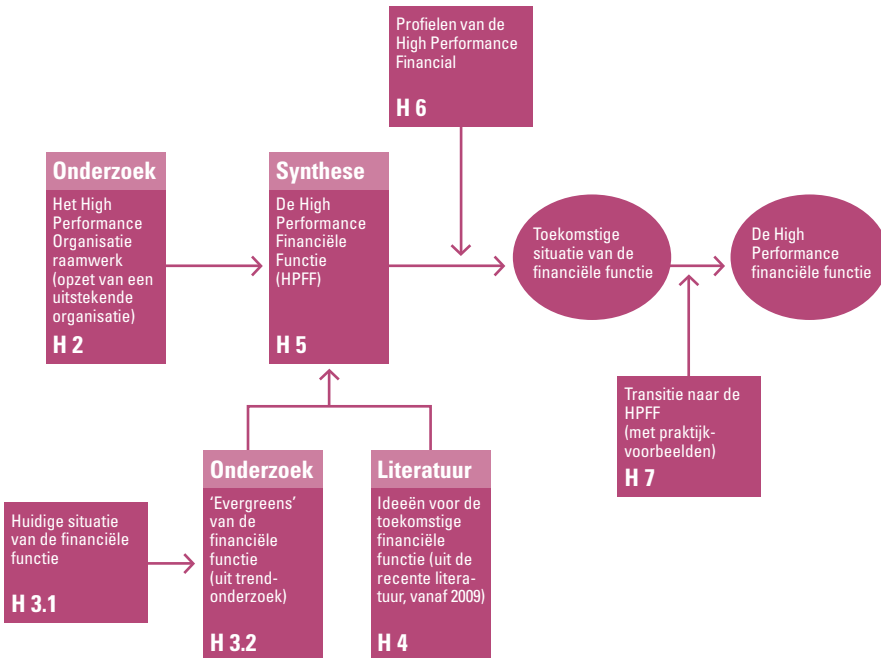 Profielen van de
High Performance
Financial
H 6
Onderzoek
Het High
Performance
Organisatie
raamwerk
(opzet van een
uitstekende
organisatie)
H 2
Synthese
De High
Performance
Financiële
Functie
(HPFF)
H 5
Toekomstige
situatie van de
financiële functie
De High
Performance
financiële functie
Transitie naar de
HPFF
(met praktijk-
voorbeelden)
H 7
Huidige situatie
van de financiële
functie
H 3.1
Onderzoek
'Evergreens'
van de
financiële
functie
(uit trend-
onderzoek)
H 3.2
Literatuur
Ideeën voor de
toekomstige
financiële
functie (uit de
recente litera-
tuur, vanaf 2009)
H 4